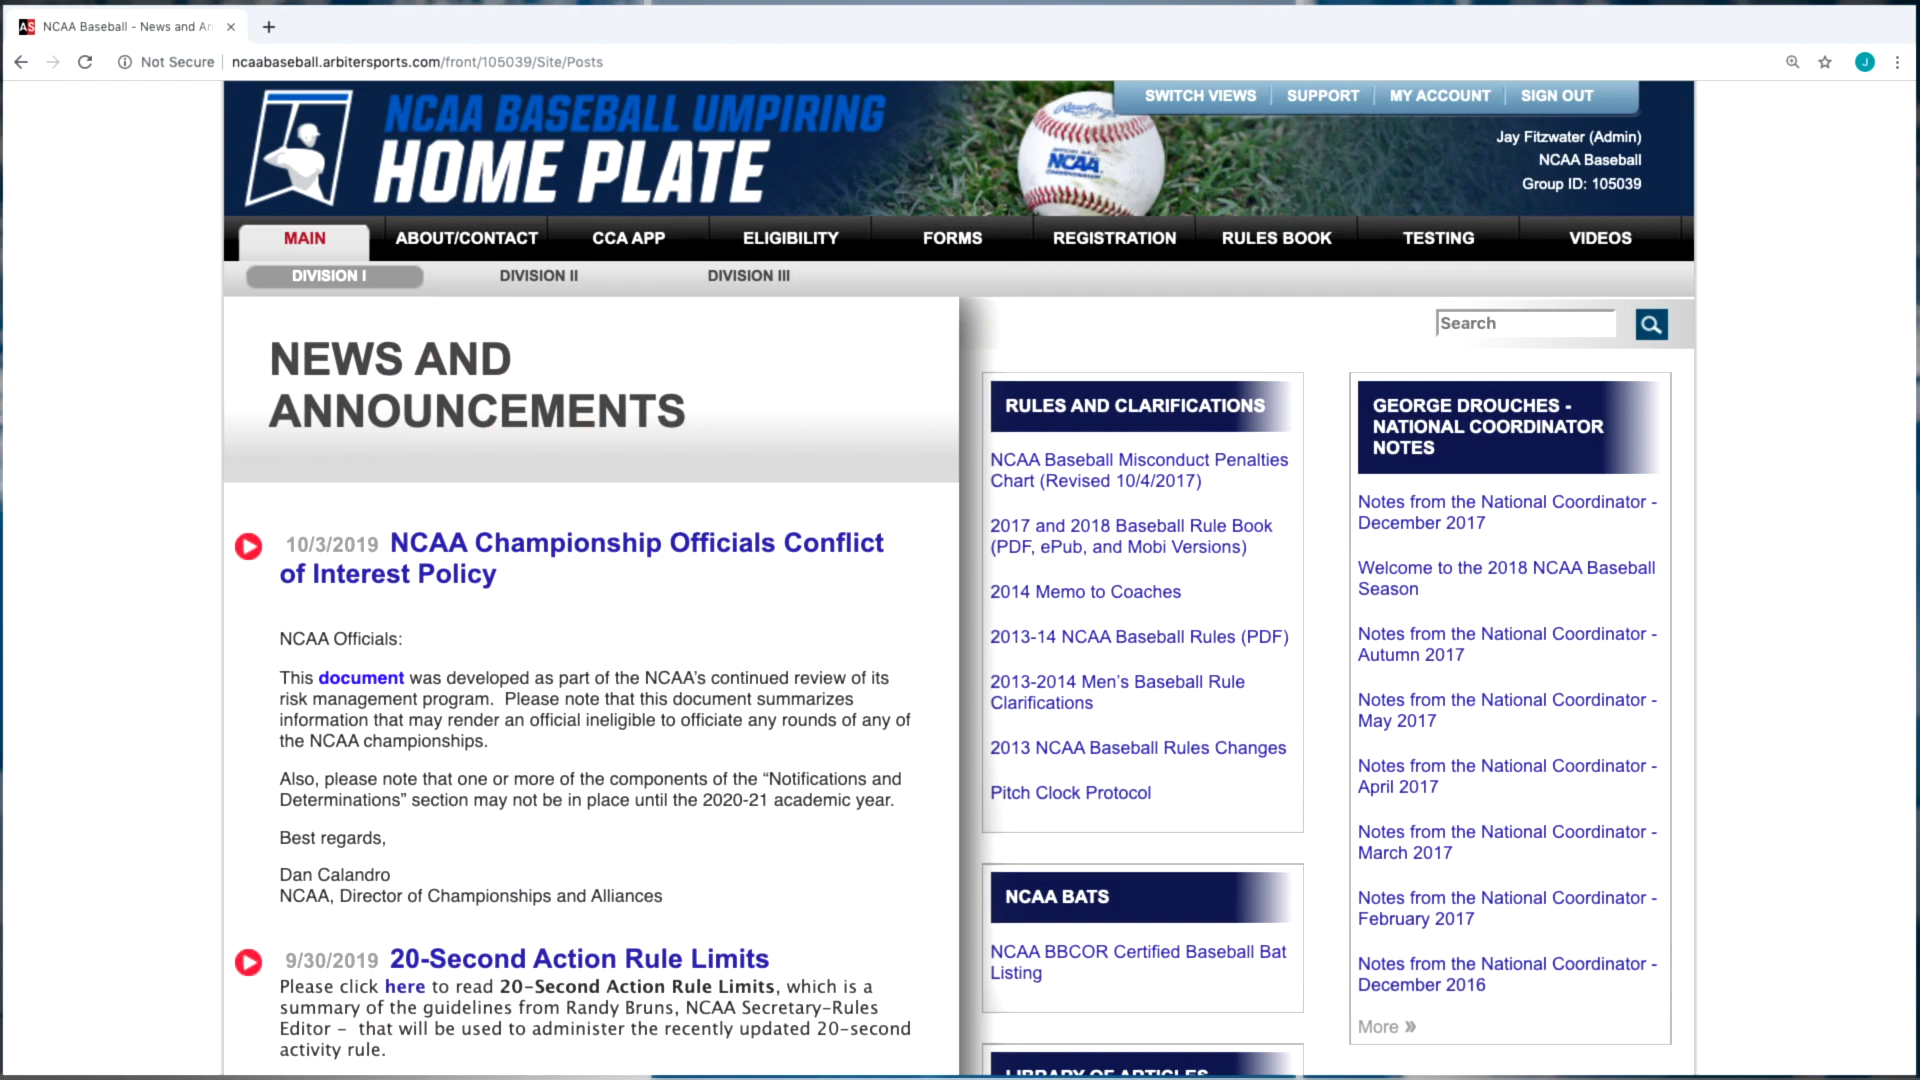 AS NCAA Baseball - News and An
Not Secure ncaabaseball.arbitersports.com/front/105039/Site/Posts
J
NCAA BASEBALL UMPIRING
HOME PLATE
Rawlings
NCAA
CHAMPIONSHIP
SWITCH VIEWS SUPPORT MY ACCOUNT SIGN OUT
Jay Fitzwater (Admin)
NCAA Baseball
Group ID: 105039
MAIN ABOUT/CONTACT CCA APP ELIGIBILITY FORMS REGISTRATION RULES BOOK TESTING VIDEOS
DIVISION I DIVISION II DIVISION III
Search
NEWS AND
ANNOUNCEMENTS
10/3/2019 NCAA Championship Officials Conflict
of Interest Policy
NCAA Officials:
This document was developed as part of the NCAA's continued review of its
risk management program. Please note that this document summarizes
information that may render an official ineligible to officiate any rounds of any of
the NCAA championships.
Also, please note that one or more of the components of the “Notifications and
Determinations” section may not be in place until the 2020-21 academic year.
Best regards,
Dan Calandro
NCAA, Director of Championships and Alliances
9/30/2019 20-Second Action Rule Limits
Please click here to read 20-Second Action Rule Limits, which is a
summary of the guidelines from Randy Bruns, NCAA Secretary-Rules
Editor – that will be used to administer the recently updated 20-second
activity rule.
RULES AND CLARIFICATIONS
NCAA Baseball Misconduct Penalties
Chart (Revised 10/4/2017)
2017 and 2018 Baseball Rule Book
(PDF, ePub, and Mobi Versions)
2014 Memo to Coaches
2013-14 NCAA Baseball Rules (PDF)
2013-2014 Men's Baseball Rule
Clarifications
2013 NCAA Baseball Rules Changes
Pitch Clock Protocol
NCAA BATS
NCAA BBCOR Certified Baseball Bat
Listing
LIBRARY OF ARTICLES
GEORGE DROUCHES -
NATIONAL COORDINATOR
NOTES
Notes from the National Coordinator -
December 2017
Welcome to the 2018 NCAA Baseball
Season
Notes from the National Coordinator -
Autumn 2017
Notes from the National Coordinator -
May 2017
Notes from the National Coordinator -
April 2017
Notes from the National Coordinator -
March 2017
Notes from the National Coordinator -
February 2017
Notes from the National Coordinator -
December 2016
More »